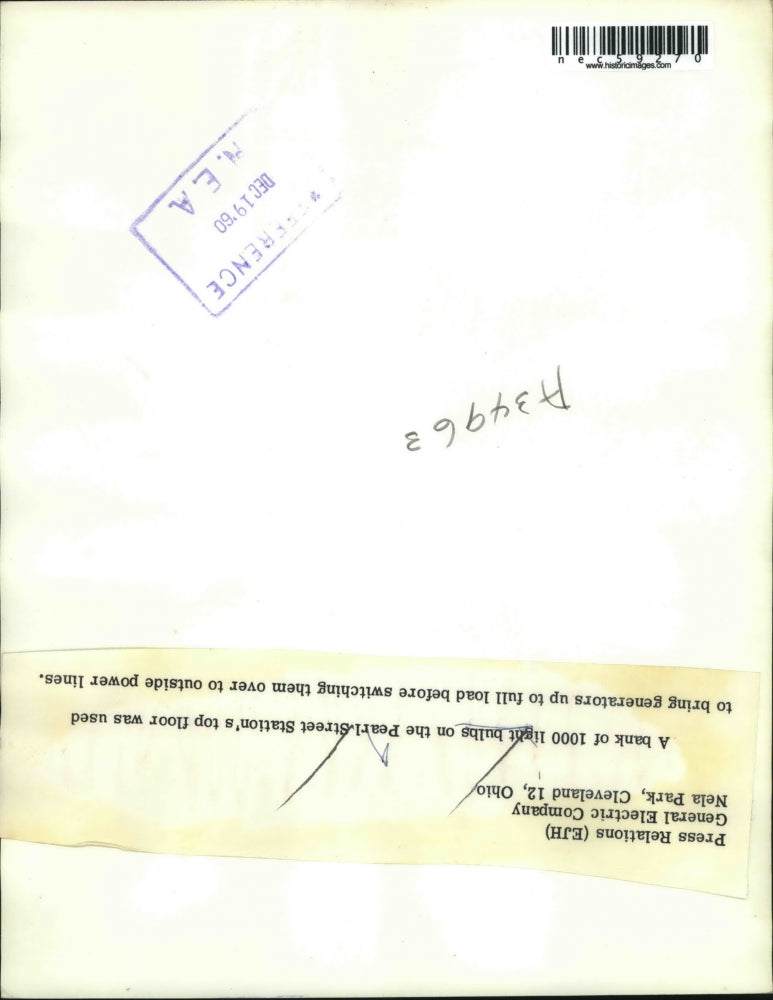 nec59270
www.historicimages.com
REFERENCE
DEC 19 '60
N. E. A.
A34963
Press Relations (EJH)
General Electric Company
Nela Park, Cleveland 12, Ohio
A bank of 1000 light bulbs on the Pearl Street Station's top floor was used
to bring generators up to full load before switching them over to outside power lines.